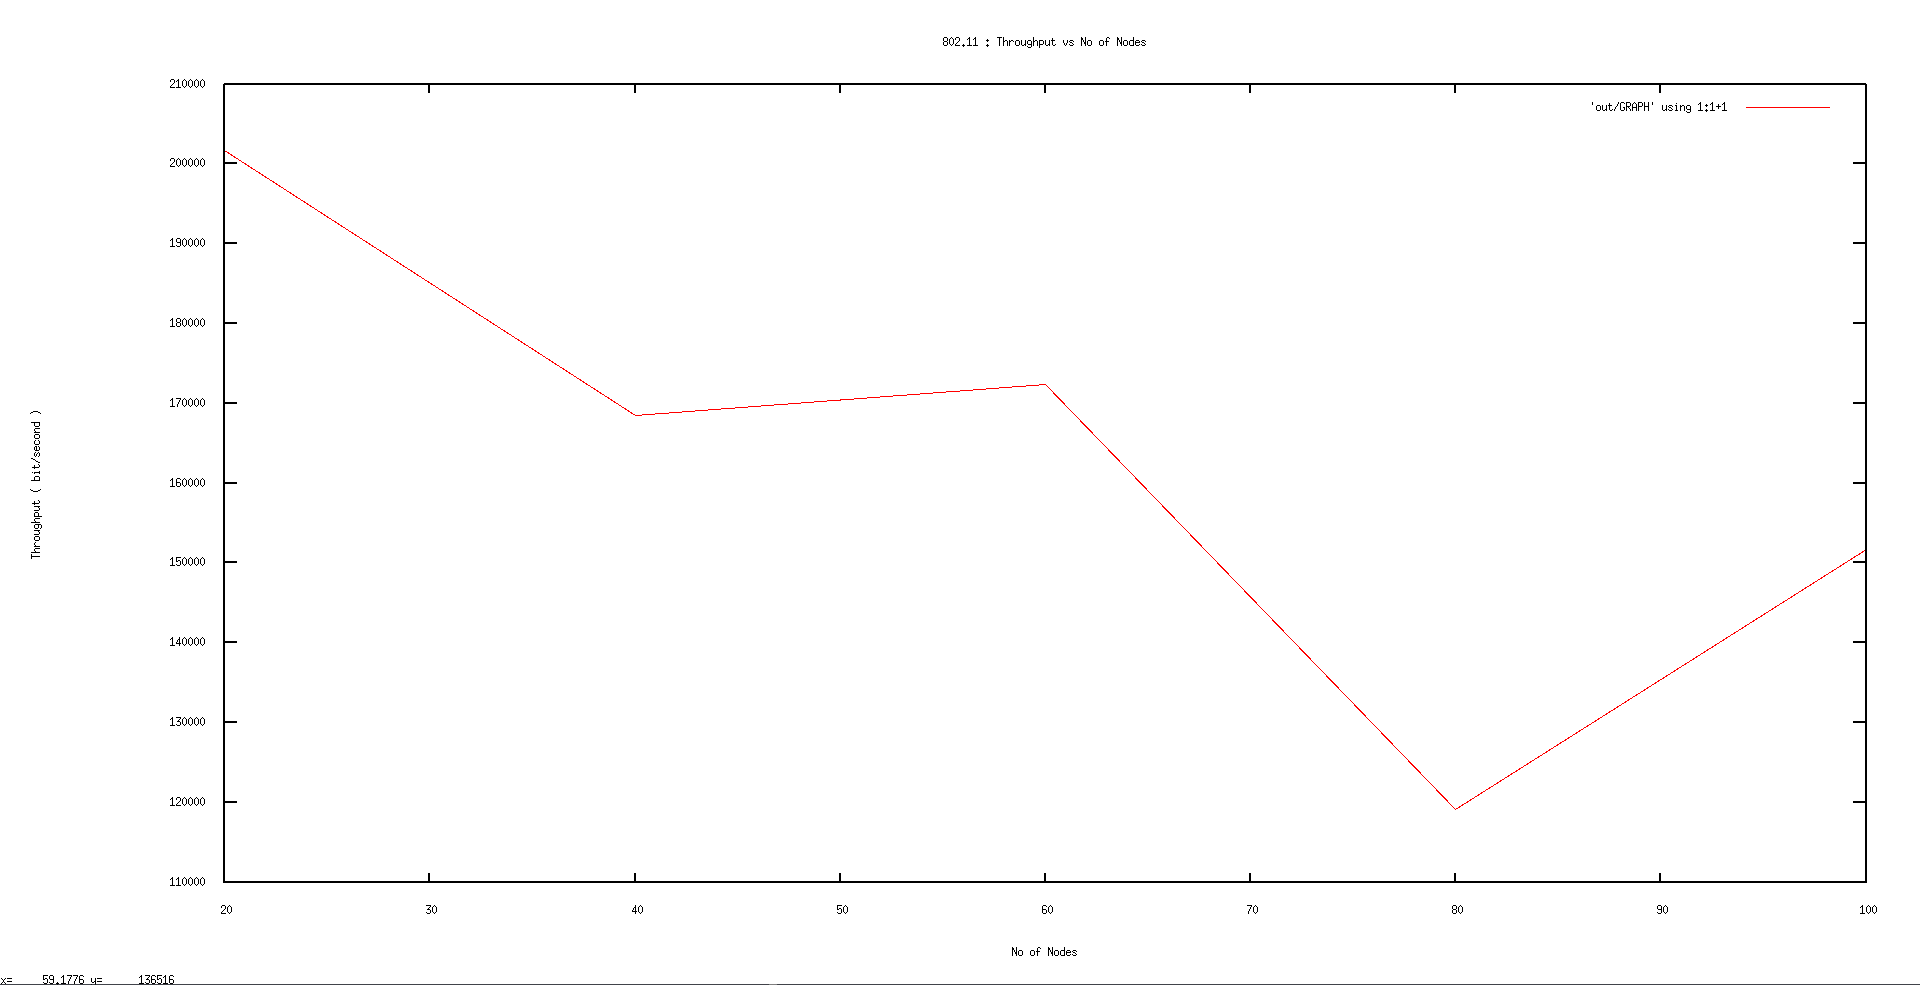 802.11 : Throughput vs No of Nodes
'out/GRAPH' using 1:1+1
210000
200000
190000
180000
170000
160000
150000
140000
130000
120000
110000
Throughput ( bit/second )
20 30 40 50 60 70 80 90 100
No of Nodes
x= 59.1776 y= 136516